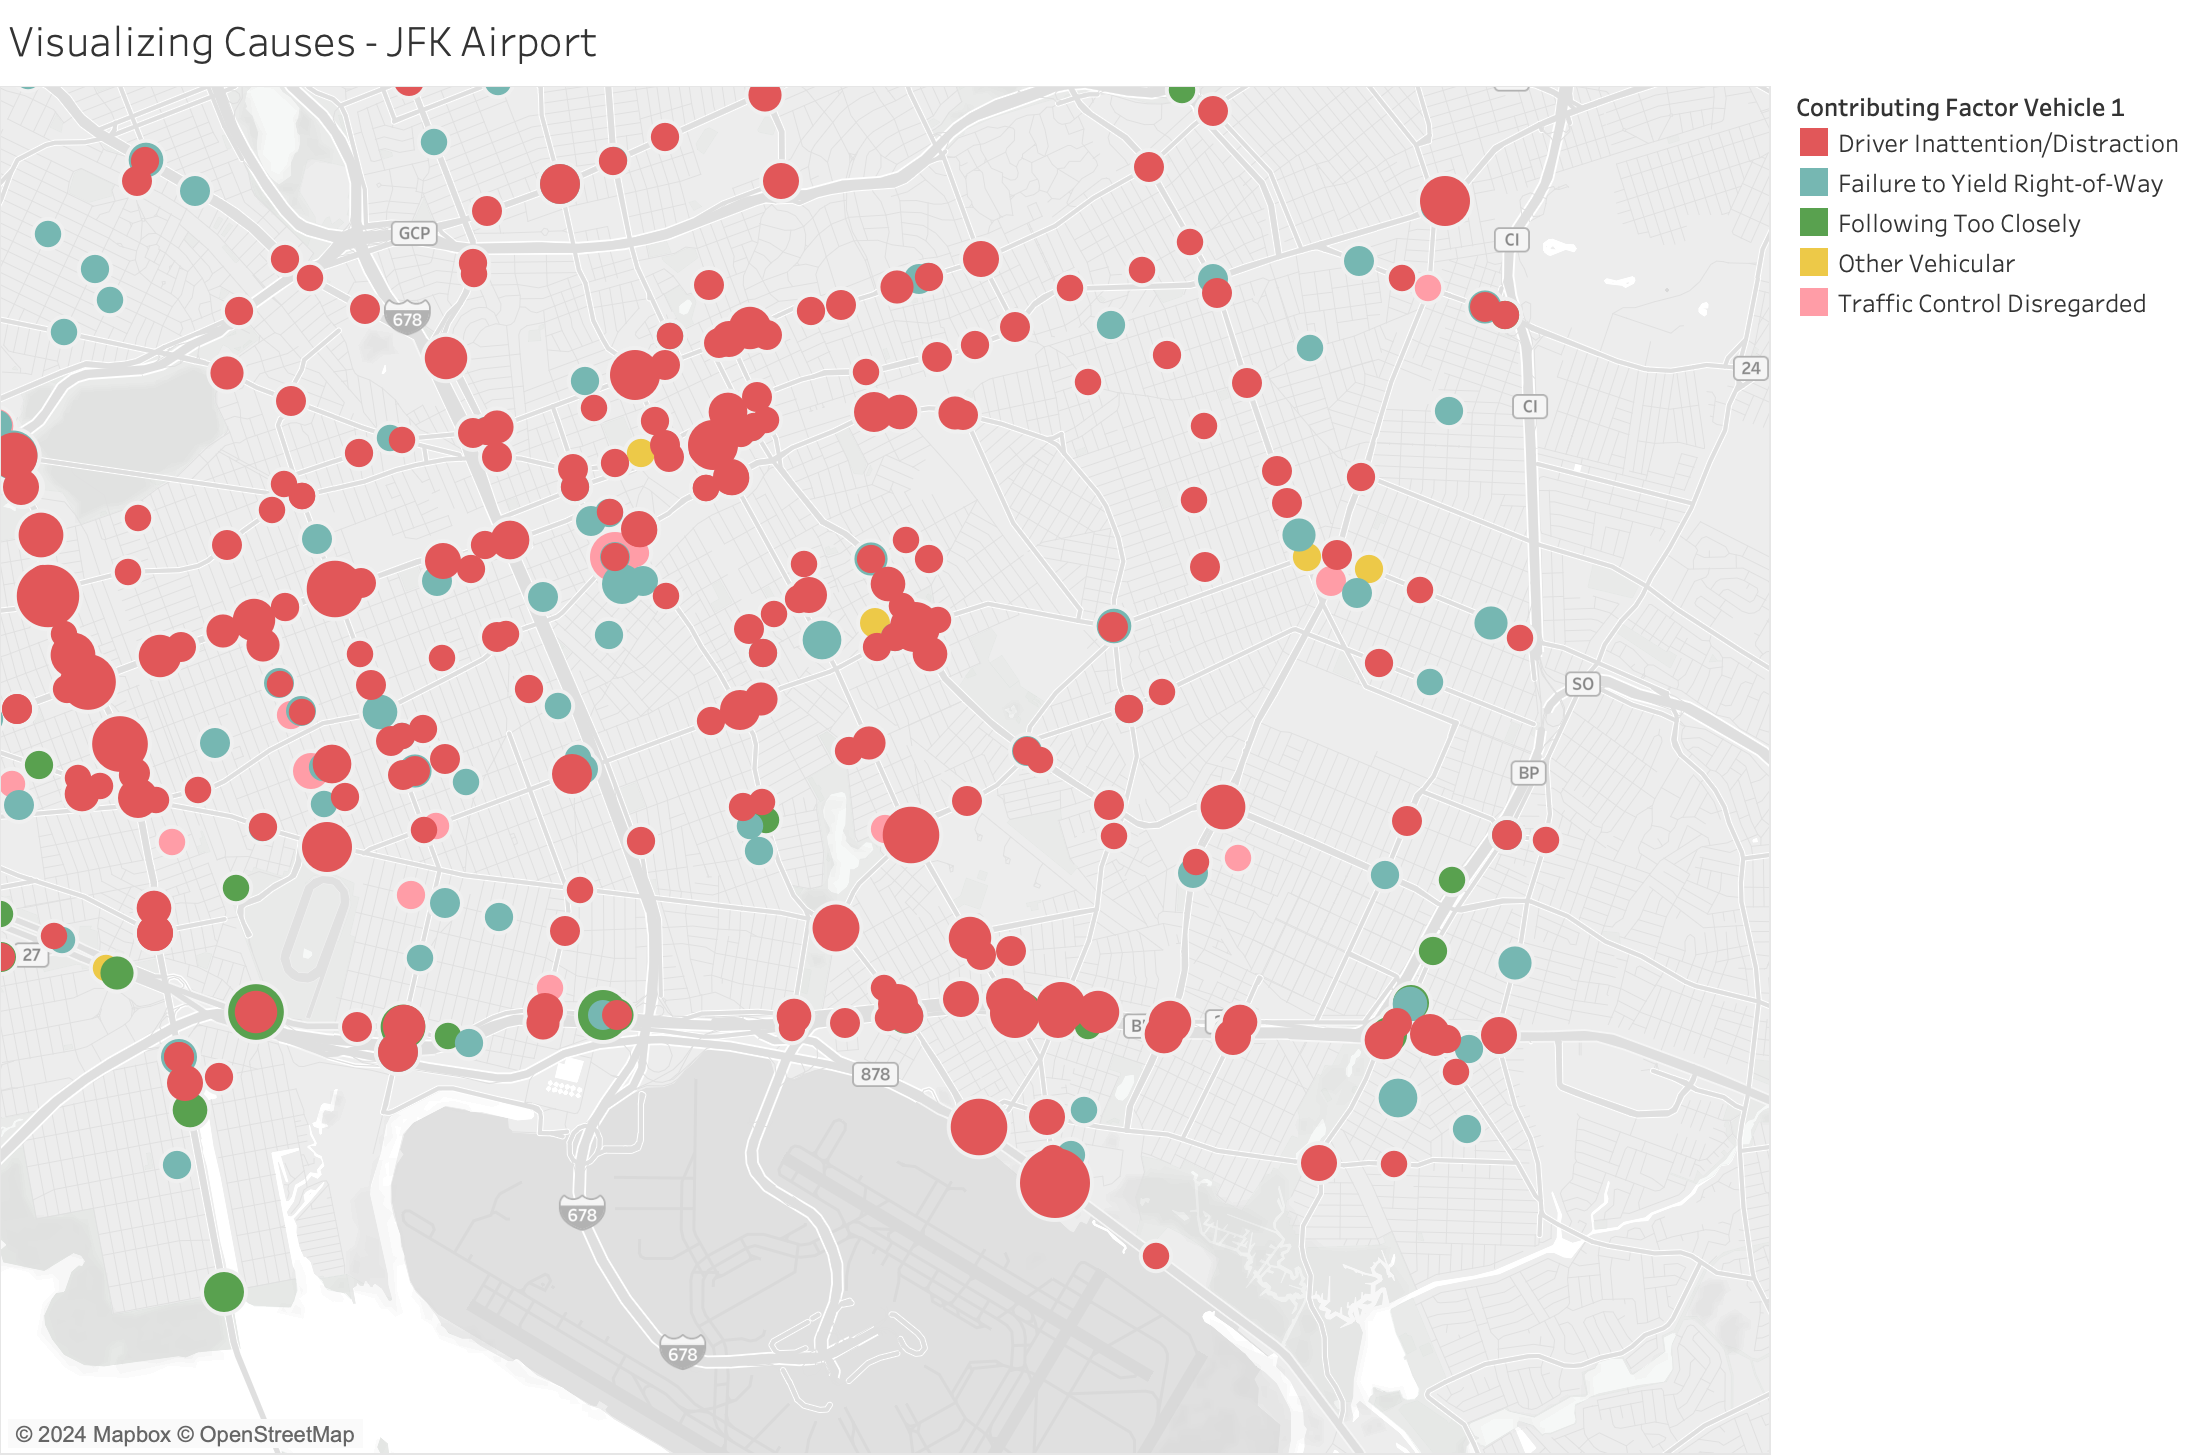 Visualizing Causes - JFK Airport
Contributing Factor Vehicle 1
Driver Inattention/Distraction
Failure to Yield Right-of-Way
Following Too Closely
Other Vehicular
Traffic Control Disregarded
GCP
CI
678
24
CI
SO
BP
27
878
678
678
© 2024 Mapbox © OpenStreetMap